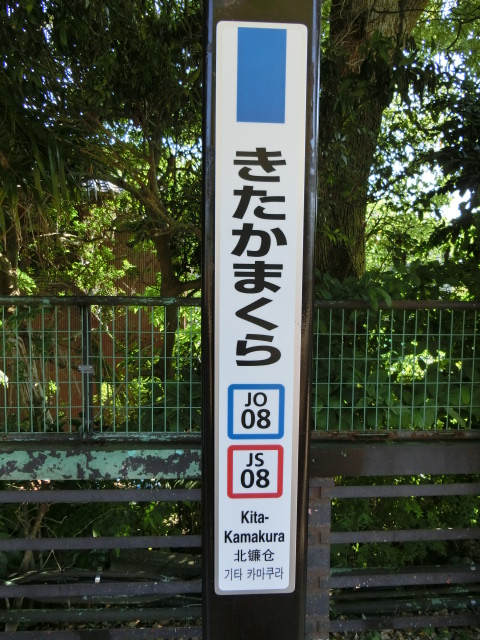 きたかまくら
JO
08
JS
08
Kita-
Kamakura
北镰仓
기타 카마쿠라